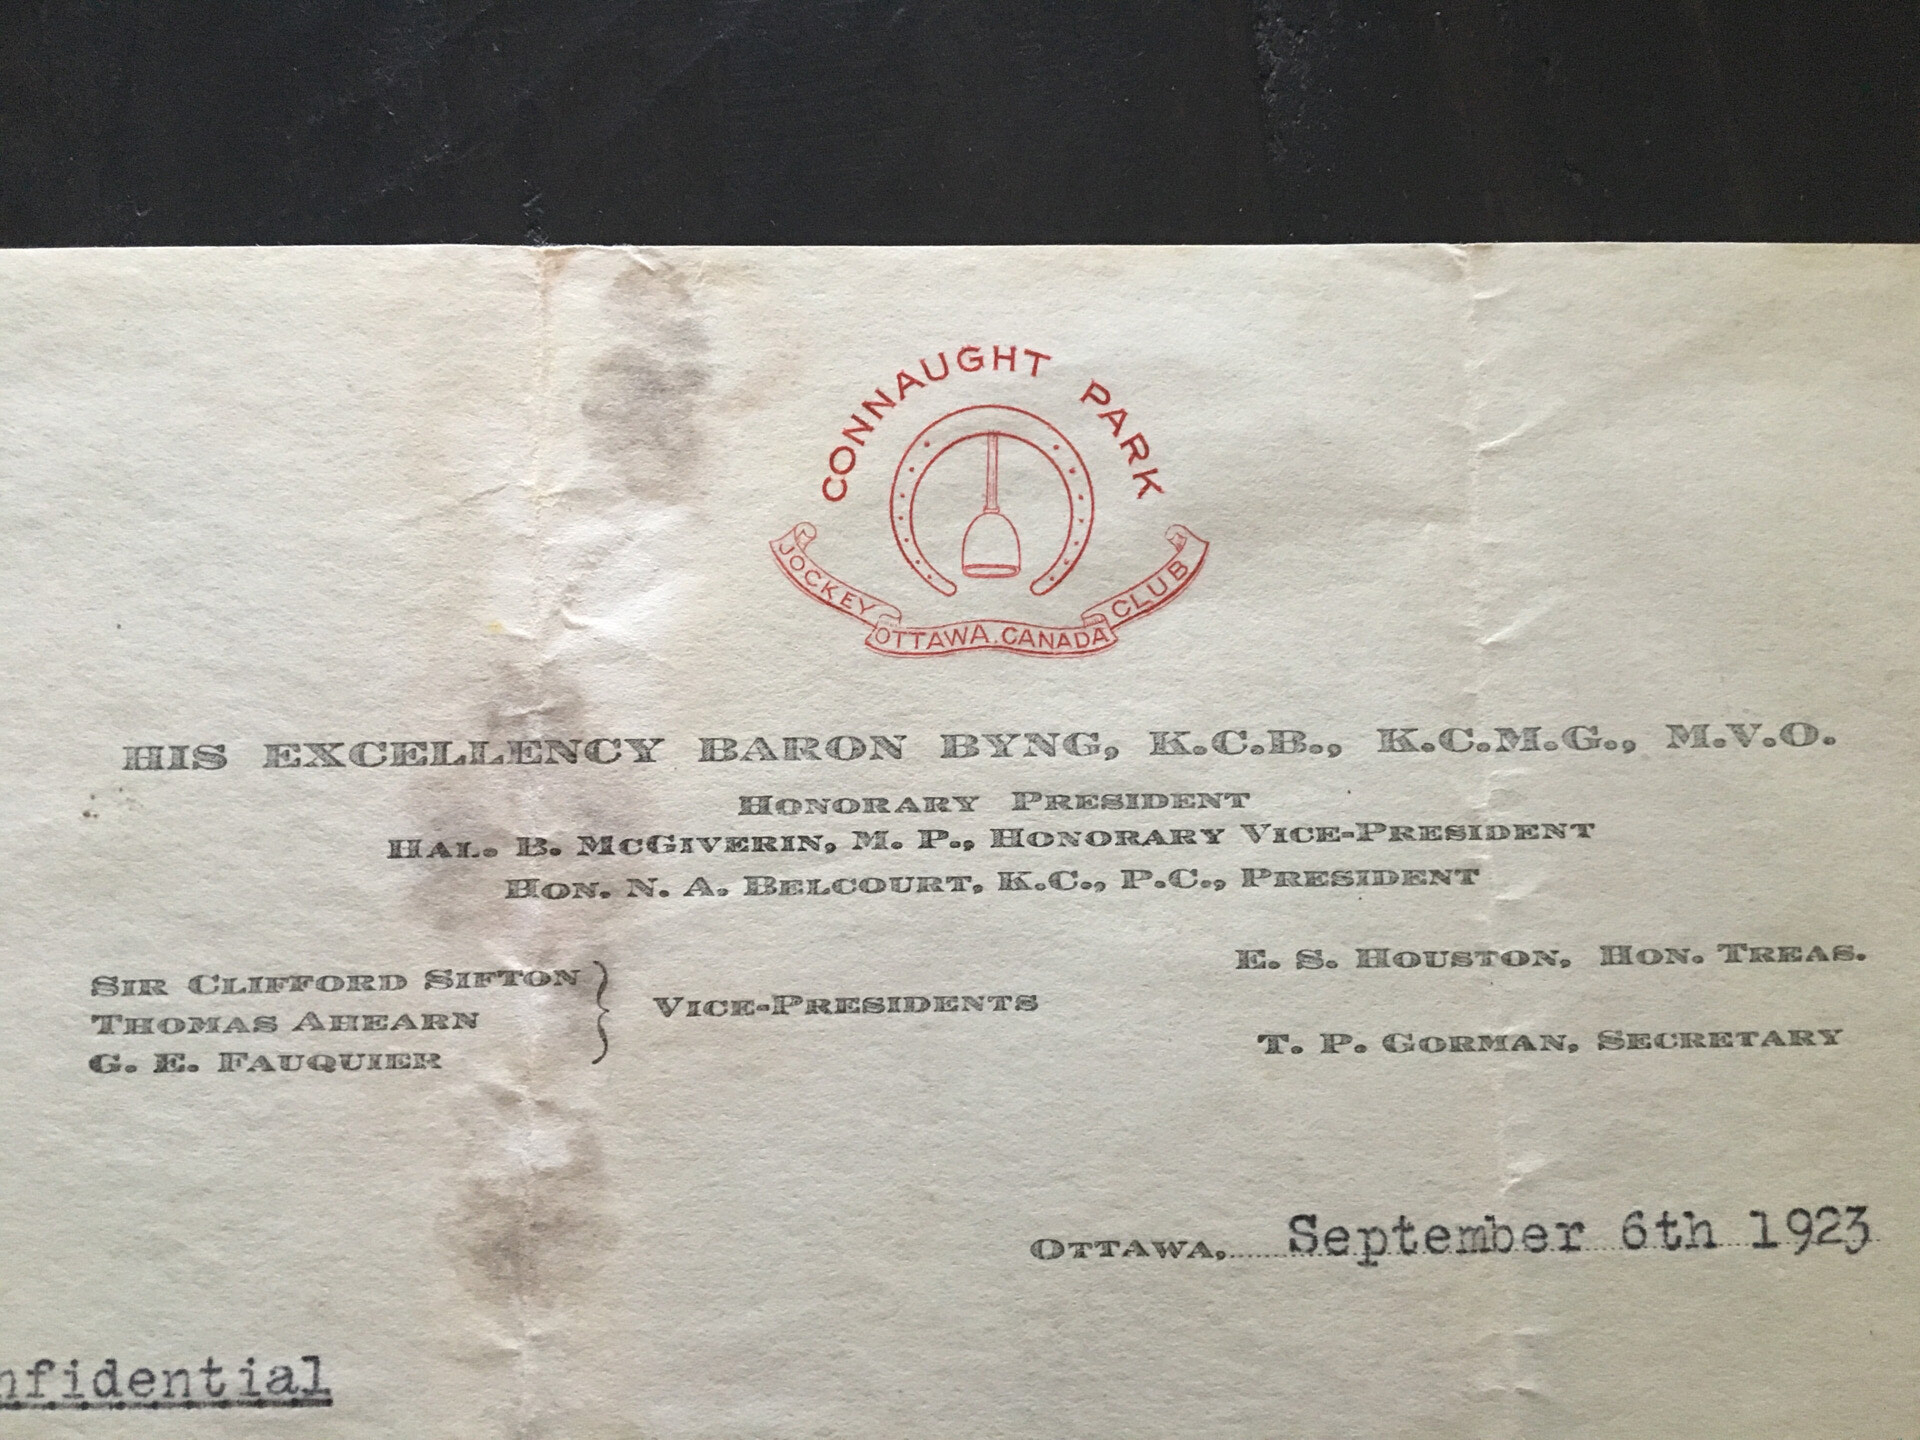 CONNAUGHT PARK
JOCKEY CLUB
OTTAWA. CANADA
HIS EXCELLENCY BARON BYNG, K.C.B., K.C.M.G., M.V.O.
HONORARY PRESIDENT
HAL. B. MCGIVERIN, M. P., HONORARY VICE-PRESIDENT
HON. N. A. BELCOURT, K.C., P.C., PRESIDENT
SIR CLIFFORD SIFTON
THOMAS AHEARN
G. E. FAUQUIER
VICE-PRESIDENTS
E. S. HOUSTON, HON. TREAS.
T. P. GORMAN, SECRETARY
OTTAWA, September 6th 1923
nfidential